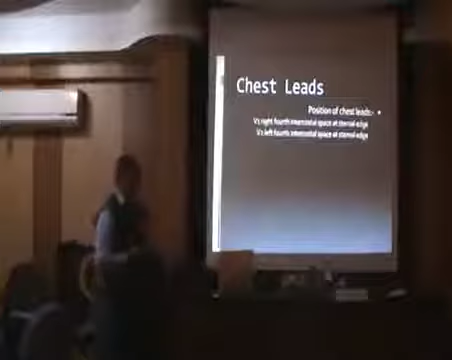 Chest Leads
Position of chest leads:- •
V1 right fourth intercostal space at sternal edge
V2 left fourth intercostal space at sternal edge